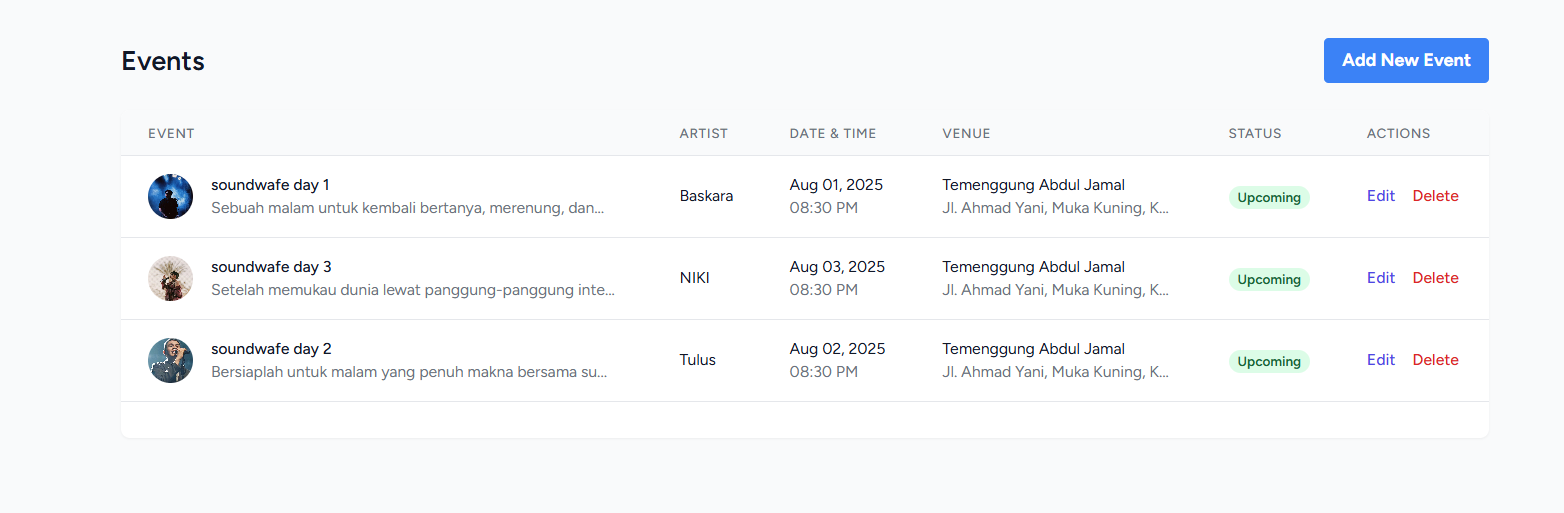 Events
Add New Event
EVENT ARTIST DATE & TIME VENUE STATUS ACTIONS
soundwafe day 1
Sebuah malam untuk kembali bertanya, merenung, dan...
Baskara
Aug 01, 2025
08:30 PM
Temenggung Abdul Jamal
Jl. Ahmad Yani, Muka Kuning, K...
Upcoming
Edit Delete
soundwafe day 3
Setelah memukau dunia lewat panggung-panggung inte...
NIKI
Aug 03, 2025
08:30 PM
Temenggung Abdul Jamal
Jl. Ahmad Yani, Muka Kuning, K...
Upcoming
Edit Delete
soundwafe day 2
Bersiaplah untuk malam yang penuh makna bersama su...
Tulus
Aug 02, 2025
08:30 PM
Temenggung Abdul Jamal
Jl. Ahmad Yani, Muka Kuning, K...
Upcoming
Edit Delete